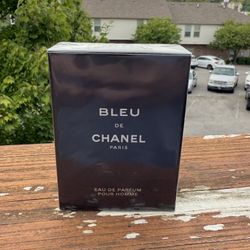 BLEU
DE
CHANEL
PARIS
EAU DE PARFUM
POUR HOMME